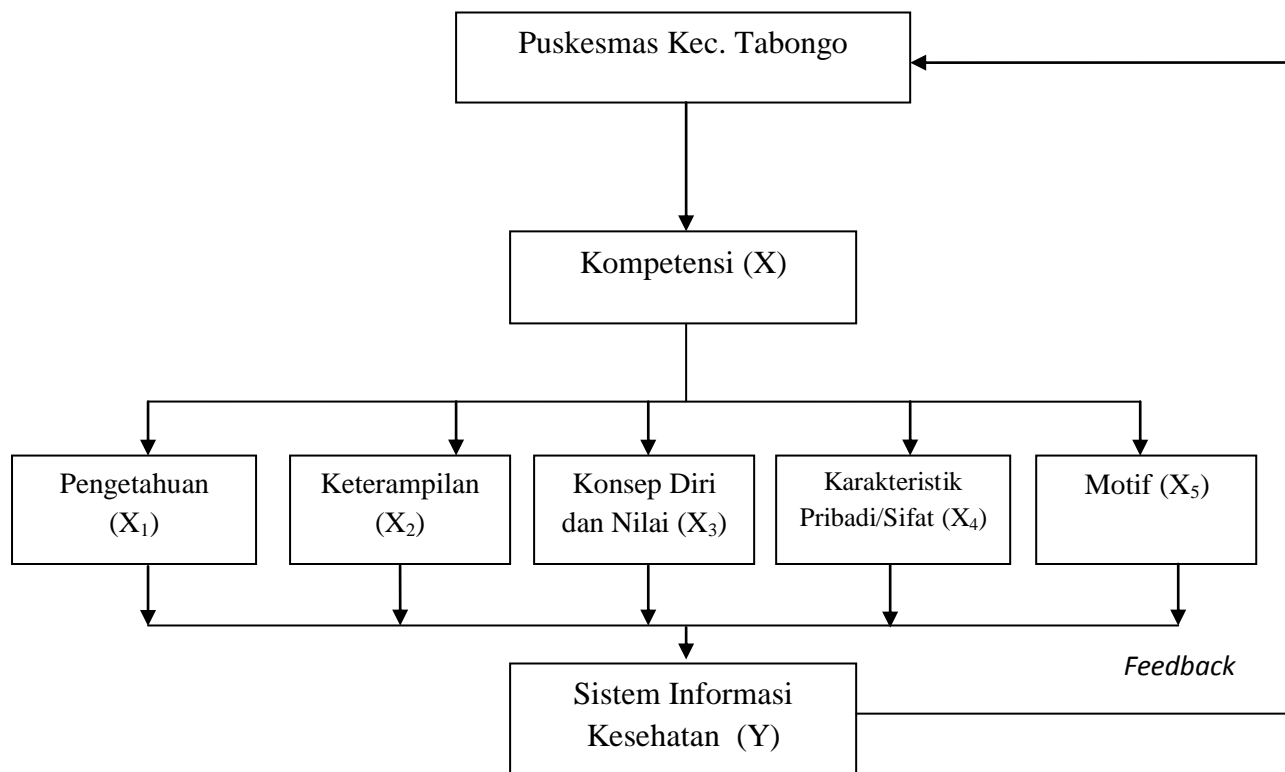 Puskesmas Kec. Tabongo
Kompetensi (X)
Pengetahuan
(X₁)
Keterampilan
(X₂)
Konsep Diri
dan Nilai (X₃)
Karakteristik
Pribadi/Sifat (X₄)
Motif (X₅)
Feedback
Sistem Informasi
Kesehatan (Y)